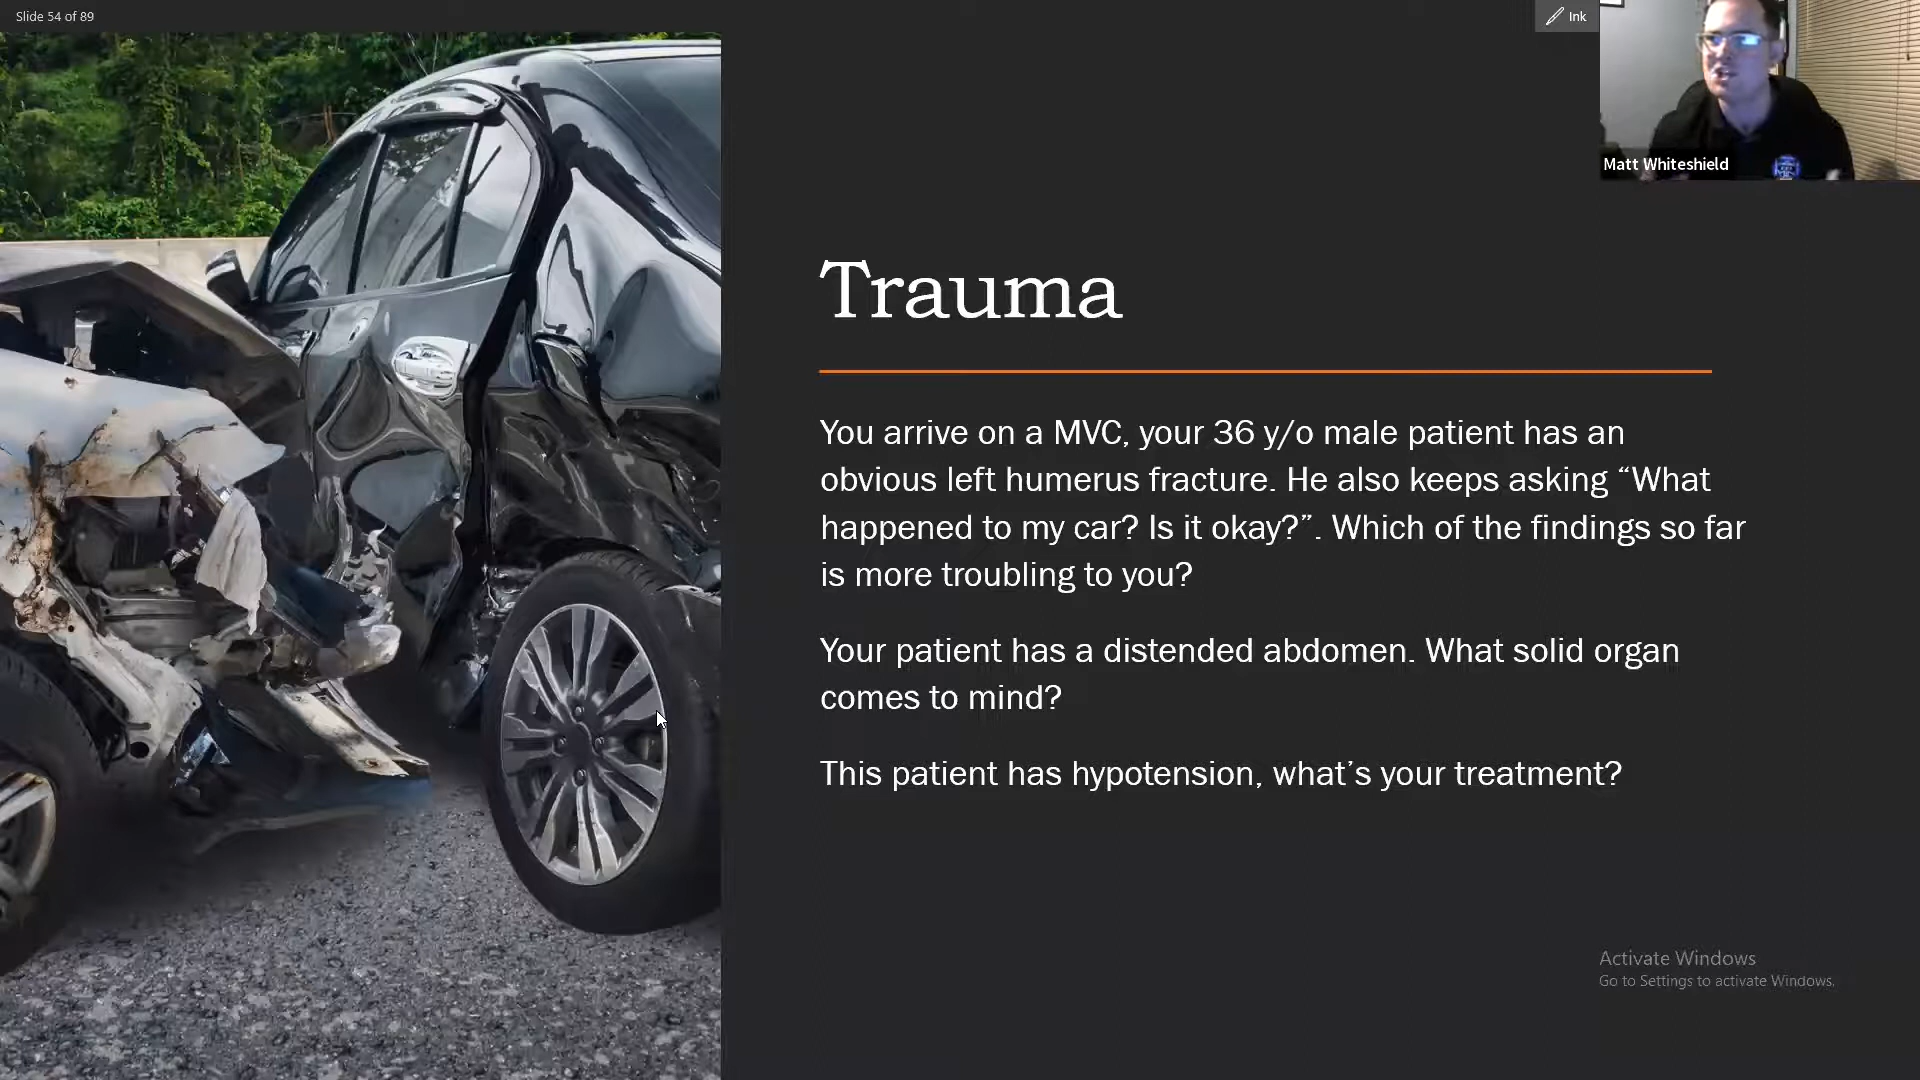 Slide 54 of 89
Ink
Matt Whiteshield
Trauma
You arrive on a MVC, your 36 y/o male patient has an
obvious left humerus fracture. He also keeps asking “What
happened to my car? Is it okay?”. Which of the findings so far
is more troubling to you?
Your patient has a distended abdomen. What solid organ
comes to mind?
This patient has hypotension, what’s your treatment?
Activate Windows
Go to Settings to activate Windows.